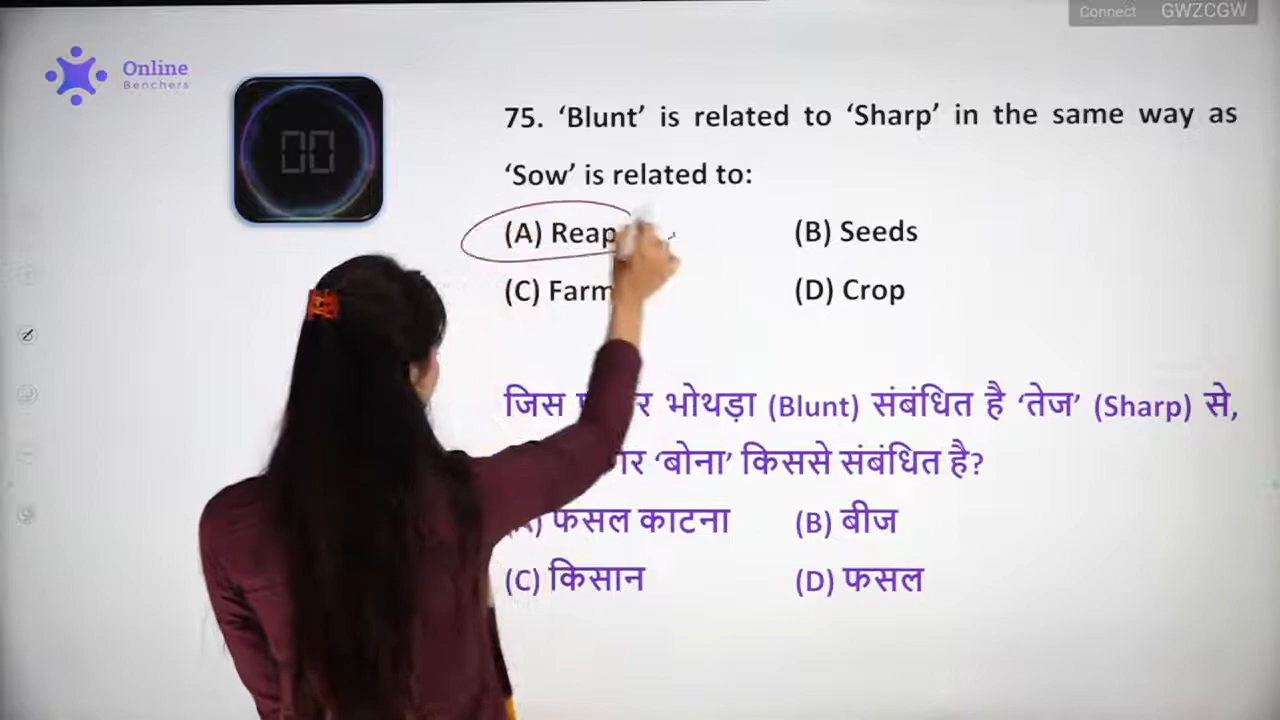 Connect GWZCGW
Online
Benchers
00
75. ‘Blunt’ is related to ‘Sharp’ in the same way as
‘Sow’ is related to:
(A) Reap (B) Seeds
(C) Farm (D) Crop
जिस र भोथड़ा (Blunt) संबंधित है ‘तेज’ (Sharp) से,
‘बोना’ किससे संबंधित है?
फसल काटना (B) बीज
(C) किसान (D) फसल